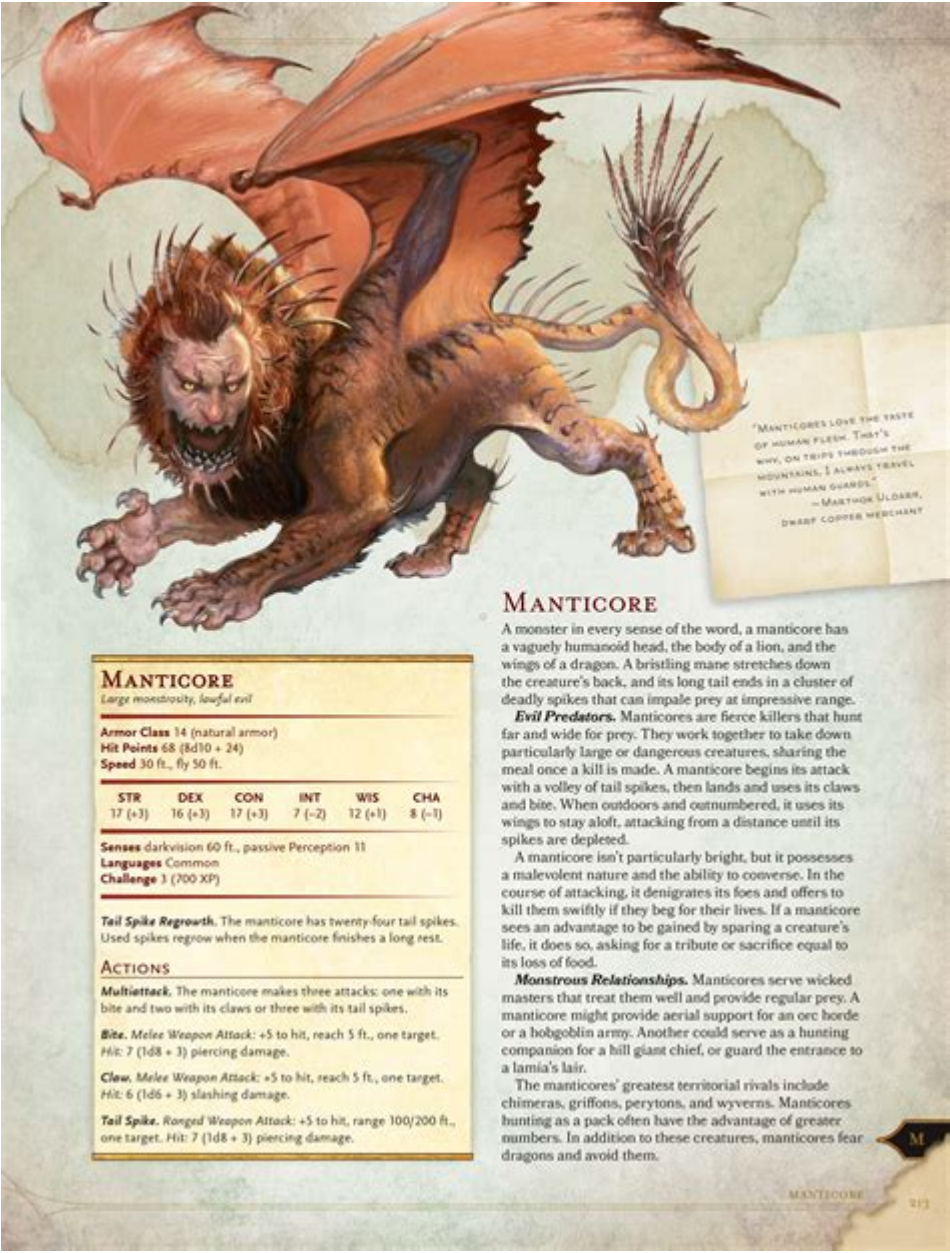 "Manticores love the taste
of human flesh. That's
why, on trips through the
mountains, I always travel
with human guards."
—Marthok Uldarr,
dwarf copper merchant
Manticore
A monster in every sense of the word, a manticore has
a vaguely humanoid head, the body of a lion, and the
wings of a dragon. A bristling mane stretches down
the creature's back, and its long tail ends in a cluster of
deadly spikes that can impale prey at impressive range.
Evil Predators. Manticores are fierce killers that hunt
far and wide for prey. They work together to take down
particularly large or dangerous creatures, sharing the
meal once a kill is made. A manticore begins its attack
with a volley of tail spikes, then lands and uses its claws
and bite. When outdoors and outnumbered, it uses its
wings to stay aloft, attacking from a distance until its
spikes are depleted.
A manticore isn't particularly bright, but it possesses
a malevolent nature and the ability to converse. In the
course of attacking, it denigrates its foes and offers to
kill them swiftly if they beg for their lives. If a manticore
sees an advantage to be gained by sparing a creature's
life, it does so, asking for a tribute or sacrifice equal to
its loss of food.
Monstrous Relationships. Manticores serve wicked
masters that treat them well and provide regular prey. A
manticore might provide aerial support for an orc horde
or a hobgoblin army. Another could serve as a hunting
companion for a hill giant chief, or guard the entrance to
a lamia's lair.
The manticores' greatest territorial rivals include
chimeras, griffons, perytons, and wyverns. Manticores
hunting as a pack often have the advantage of greater
numbers. In addition to these creatures, manticores fear
dragons and avoid them.
Manticore
Large monstrosity, lawful evil
Armor Class 14 (natural armor)
Hit Points 68 (8d10 + 24)
Speed 30 ft., fly 50 ft.
STR DEX CON INT WIS CHA
17 (+3) 16 (+3) 17 (+3) 7 (−2) 12 (+1) 8 (−1)
Senses darkvision 60 ft., passive Perception 11
Languages Common
Challenge 3 (700 XP)
Tail Spike Regrowth. The manticore has twenty-four tail spikes.
Used spikes regrow when the manticore finishes a long rest.
Actions
Multiattack. The manticore makes three attacks: one with its
bite and two with its claws or three with its tail spikes.
Bite. Melee Weapon Attack: +5 to hit, reach 5 ft., one target.
Hit: 7 (1d8 + 3) piercing damage.
Claw. Melee Weapon Attack: +5 to hit, reach 5 ft., one target.
Hit: 6 (1d6 + 3) slashing damage.
Tail Spike. Ranged Weapon Attack: +5 to hit, range 100/200 ft.,
one target. Hit: 7 (1d8 + 3) piercing damage.
M
MANTICORE
213